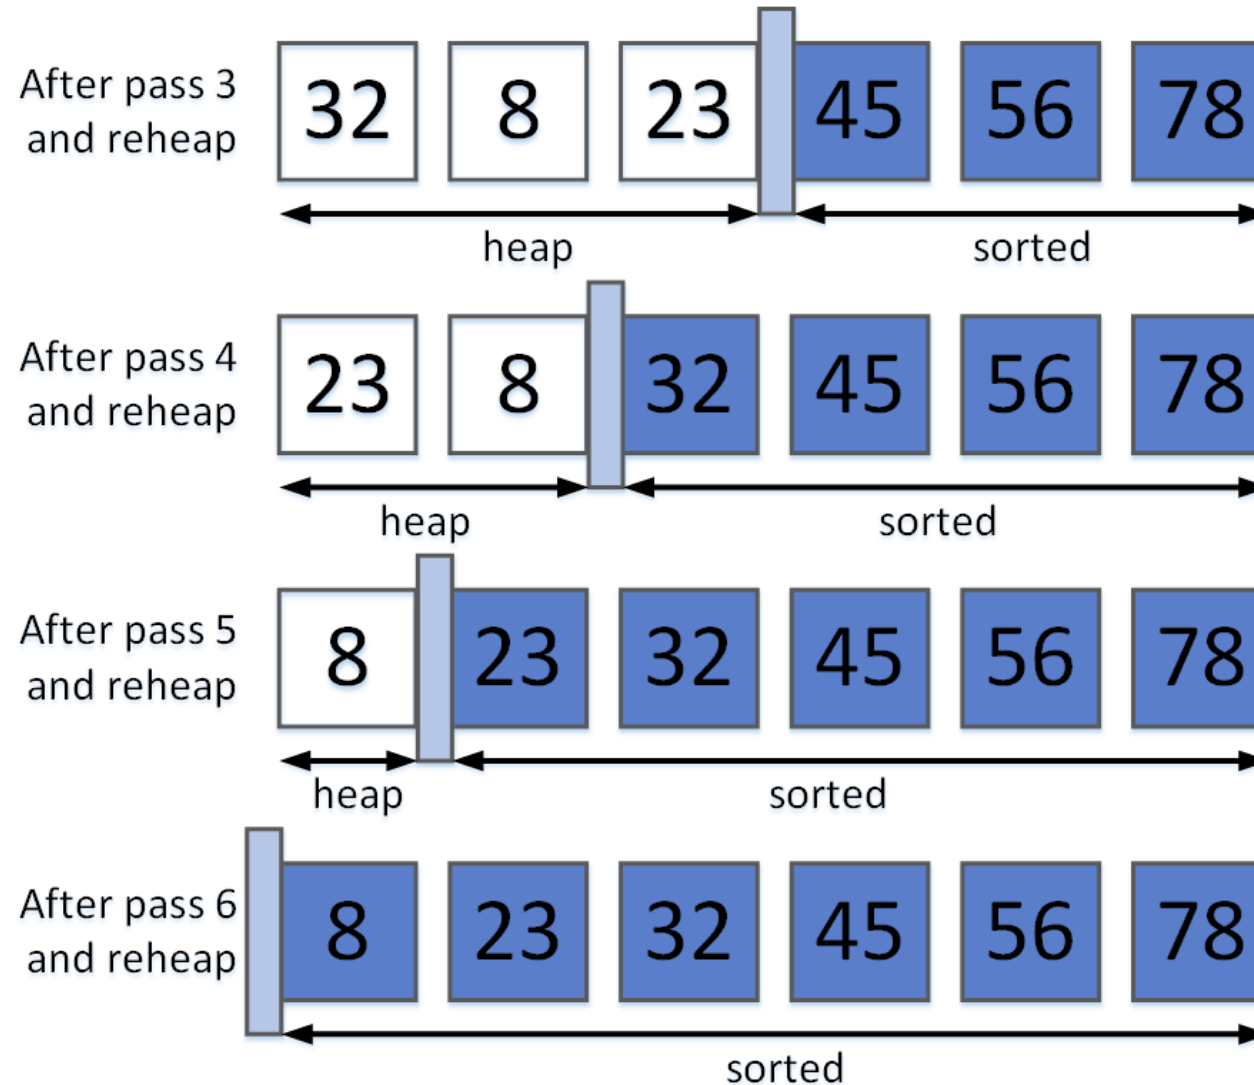 After pass 3
and reheap
32 8 23 45 56 78
heap sorted
After pass 4
and reheap
23 8 32 45 56 78
heap sorted
After pass 5
and reheap
8 23 32 45 56 78
heap sorted
After pass 6
and reheap
8 23 32 45 56 78
sorted